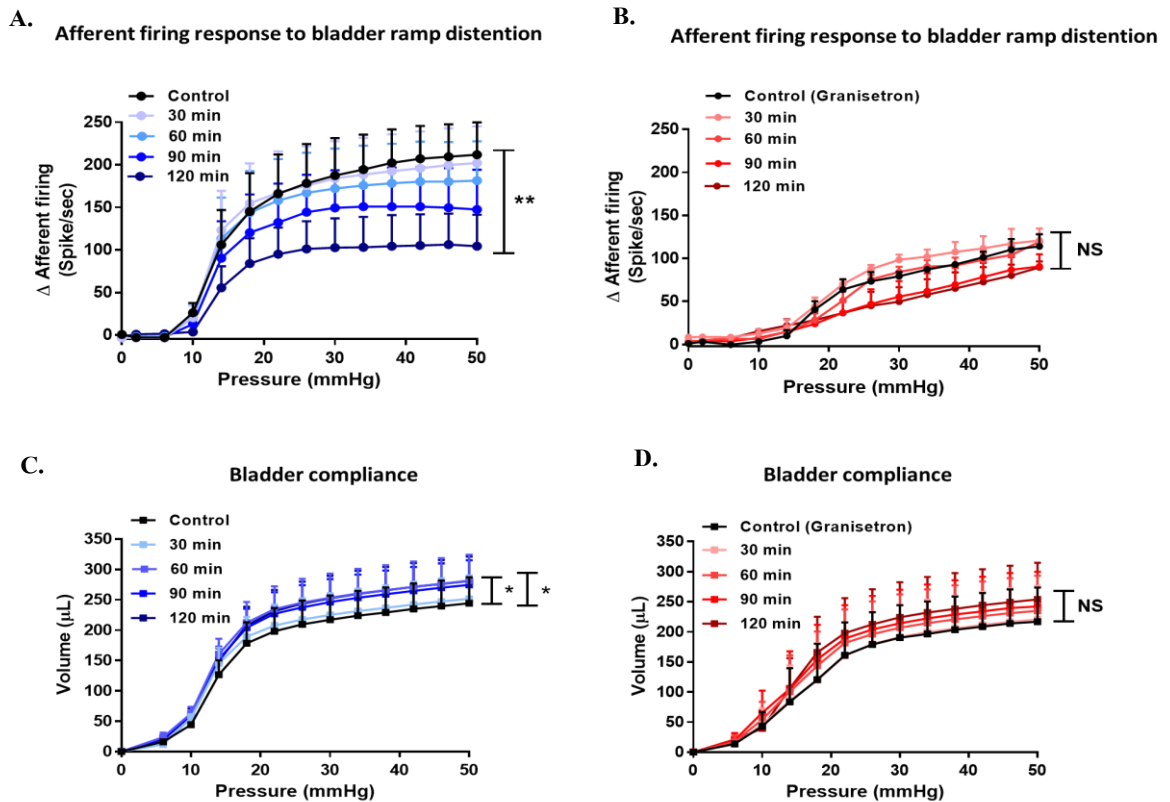 A.
Afferent firing response to bladder ramp distention
Control
30 min
60 min
90 min
120 min
250
200
150
100
50
0
Δ Afferent firing
(Spike/sec)
0 10 20 30 40 50
Pressure (mmHg)
**
B.
Afferent firing response to bladder ramp distention
Control (Granisetron)
30 min
60 min
90 min
120 min
250
200
150
100
50
0
Δ Afferent firing
(Spike/sec)
0 10 20 30 40 50
Pressure (mmHg)
NS
C.
Bladder compliance
Control
30 min
60 min
90 min
120 min
350
300
250
200
150
100
50
0
Volume (µL)
0 10 20 30 40 50
Pressure (mmHg)
* *
D.
Bladder compliance
Control (Granisetron)
30 min
60 min
90 min
120 min
350
300
250
200
150
100
50
0
Volume (µL)
0 10 20 30 40 50
Pressure (mmHg)
NS